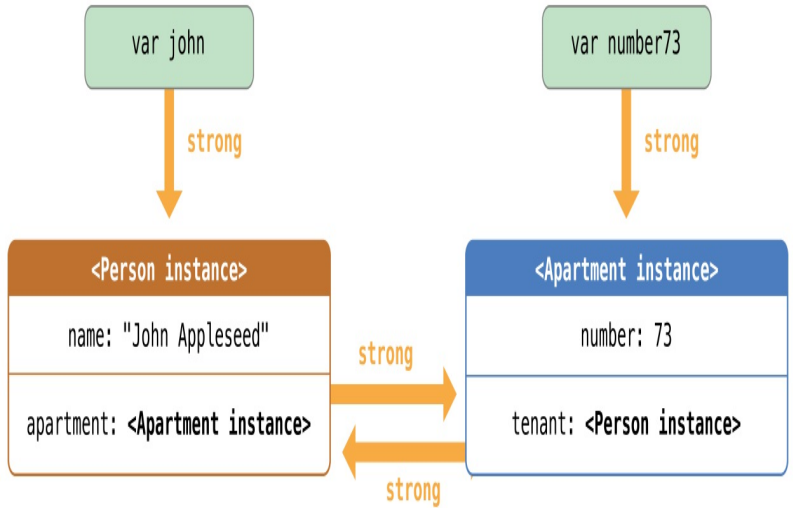 var john
var number73
strong
strong
<Person instance>
<Apartment instance>
name: "John Appleseed"
number: 73
strong
apartment: <Apartment instance>
tenant: <Person instance>
strong